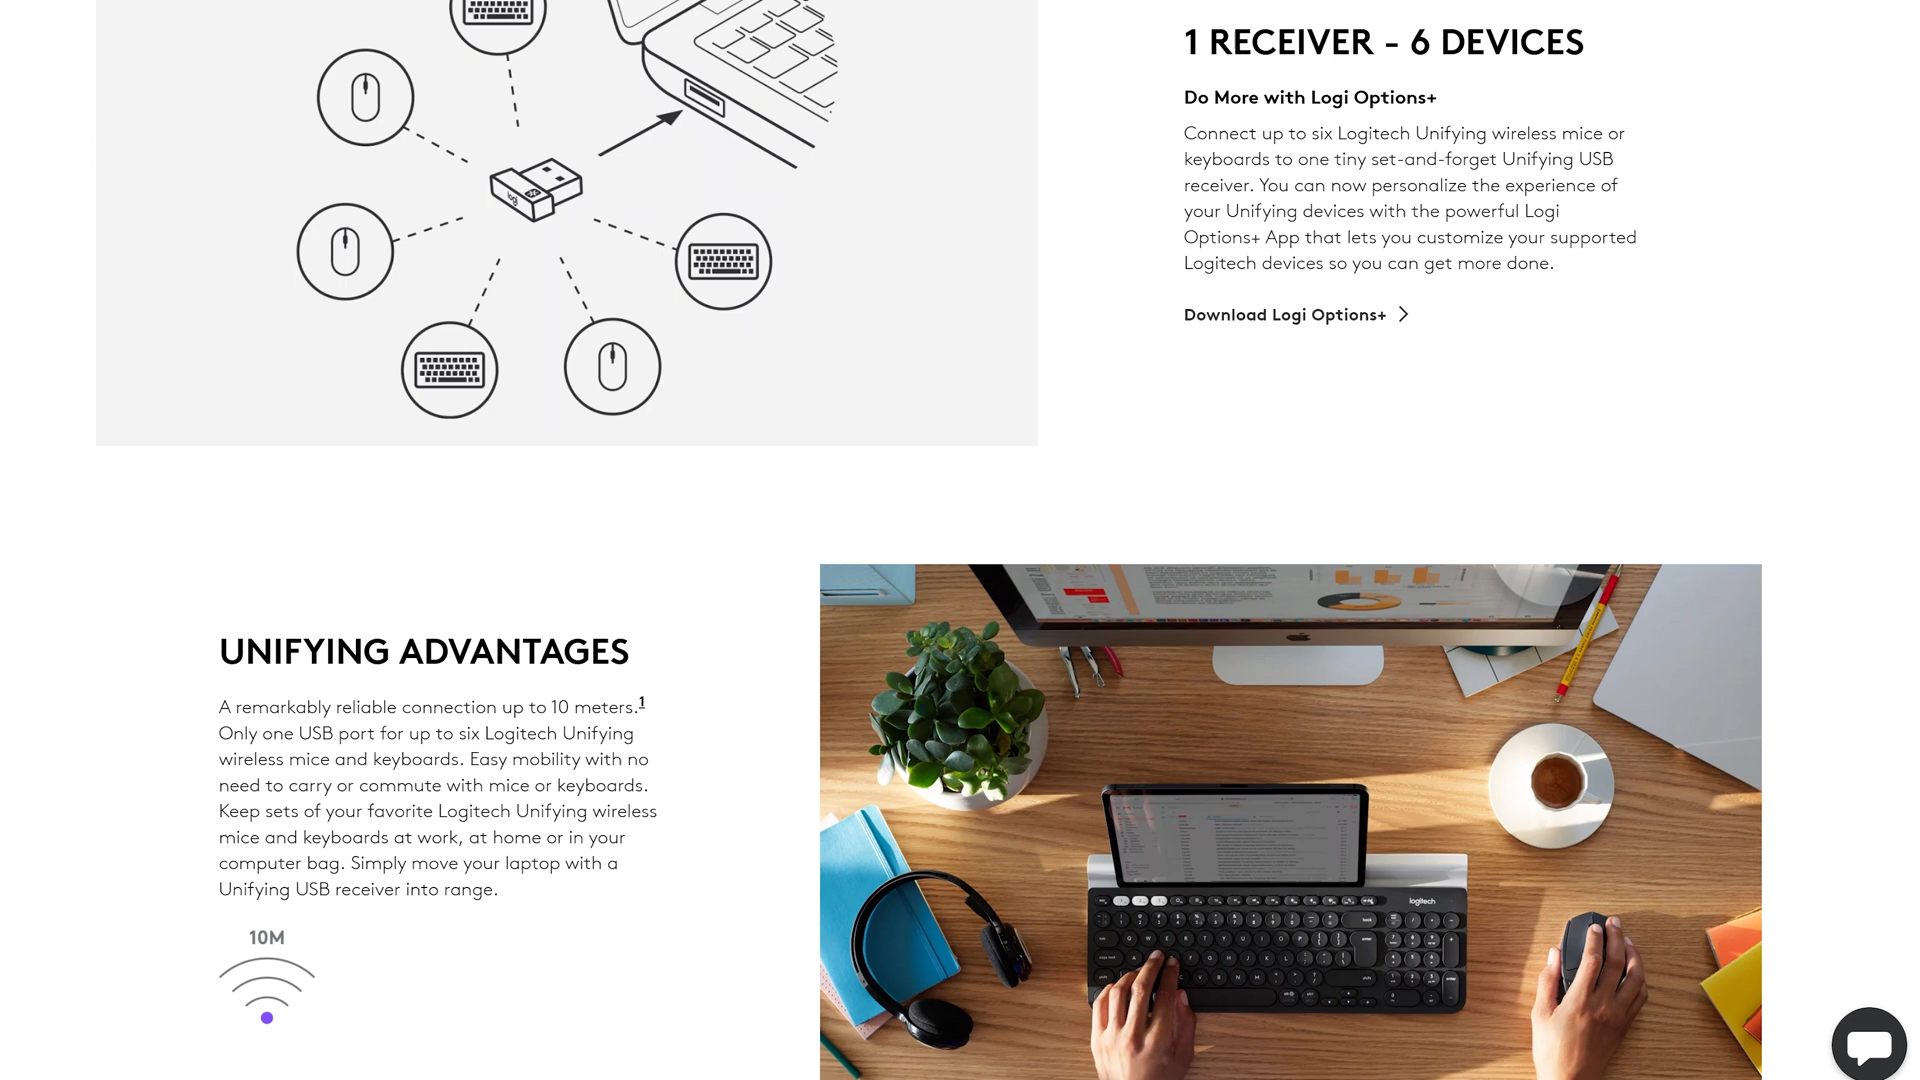 1 RECEIVER - 6 DEVICES
Do More with Logi Options+
Connect up to six Logitech Unifying wireless mice or
keyboards to one tiny set-and-forget Unifying USB
receiver. You can now personalize the experience of
your Unifying devices with the powerful Logi
Options+ App that lets you customize your supported
Logitech devices so you can get more done.
Download Logi Options+
logi
UNIFYING ADVANTAGES
A remarkably reliable connection up to 10 meters.1
Only one USB port for up to six Logitech Unifying
wireless mice and keyboards. Easy mobility with no
need to carry or commute with mice or keyboards.
Keep sets of your favorite Logitech Unifying wireless
mice and keyboards at work, at home or in your
computer bag. Simply move your laptop with a
Unifying USB receiver into range.
10M
logitech